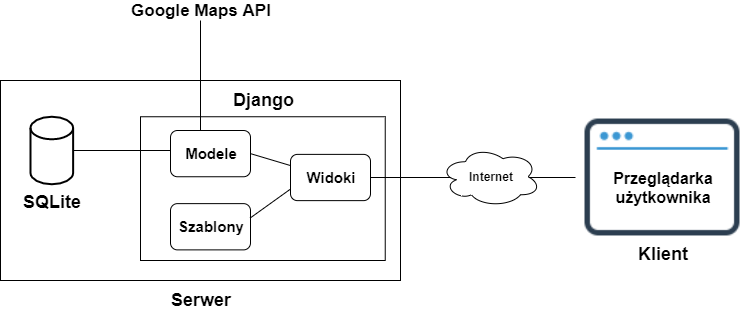 Google Maps API
Django
Modele
Widoki
Szablony
SQLite
Serwer
Internet
Przeglądarka
użytkownika
Klient